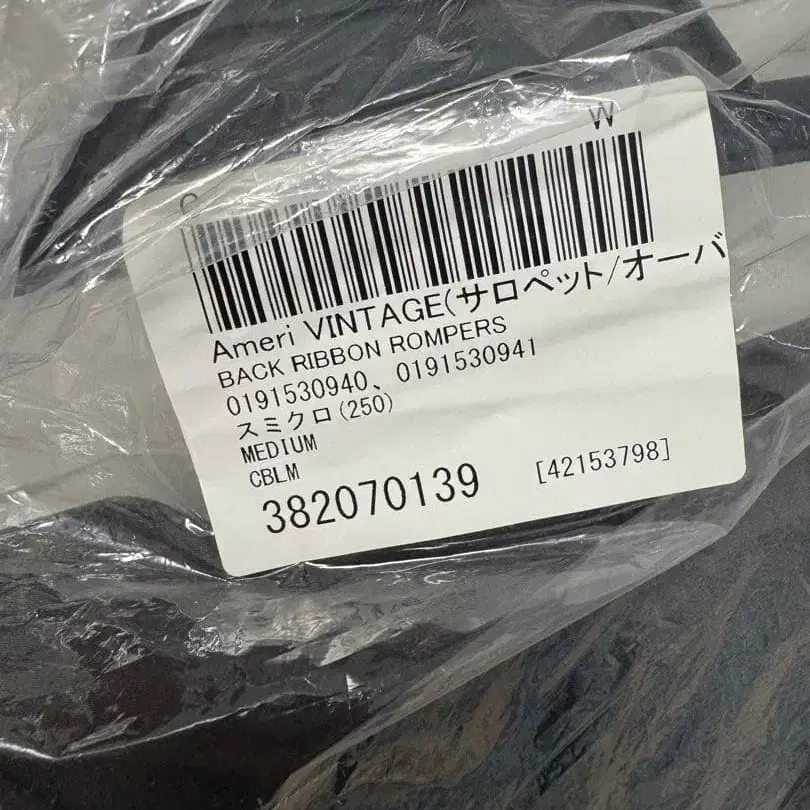 W
Ameri VINTAGE(サロペット/オーバ
BACK RIBBON ROMPERS
0191530940、0191530941
スミクロ(250)
MEDIUM
CBLM
382070139 [42153798]